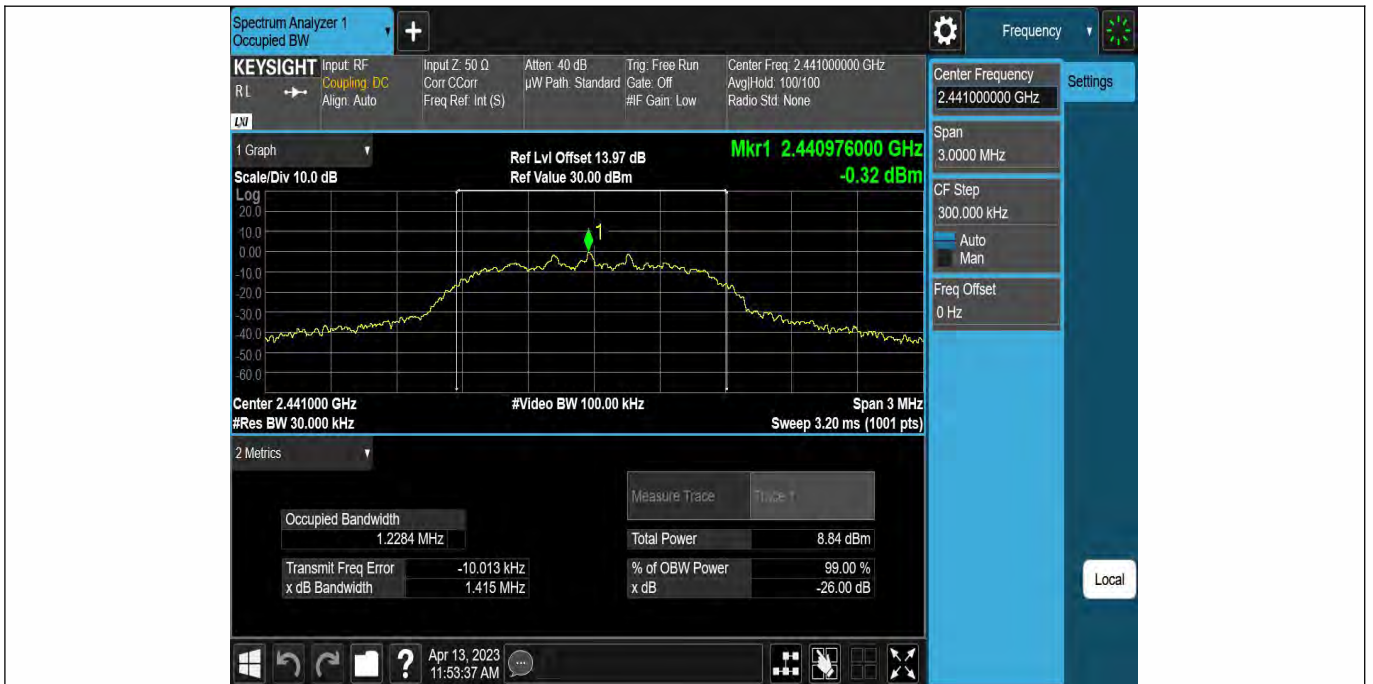 Spectrum Analyzer 1
Occupied BW
+
Frequency
KEYSIGHT
RL
LXI
Input: RF
Coupling: DC
Align: Auto
Input Z: 50 Ω
Corr CCorr
Freq Ref: Int (S)
Atten: 40 dB
µW Path: Standard
Trig: Free Run
Gate: Off
#IF Gain: Low
Center Freq: 2.441000000 GHz
Avg|Hold: 100/100
Radio Std: None
Center Frequency
2.441000000 GHz
Settings
Span
3.0000 MHz
CF Step
300.000 kHz
Auto
Man
Freq Offset
0 Hz
Local
1 Graph
Scale/Div 10.0 dB
Ref Lvl Offset 13.97 dB
Ref Value 30.00 dBm
Mkr1 2.440976000 GHz
-0.32 dBm
Log
20.0
10.0
0.00
-10.0
-20.0
-30.0
-40.0
-50.0
-60.0
1
Center 2.441000 GHz
#Video BW 100.00 kHz
Span 3 MHz
#Res BW 30.000 kHz
Sweep 3.20 ms (1001 pts)
2 Metrics
Measure Trace
Trace 1
Occupied Bandwidth
1.2284 MHz
Total Power
8.84 dBm
Transmit Freq Error
-10.013 kHz
% of OBW Power
99.00 %
x dB Bandwidth
1.415 MHz
x dB
-26.00 dB
?
Apr 13, 2023
11:53:37 AM